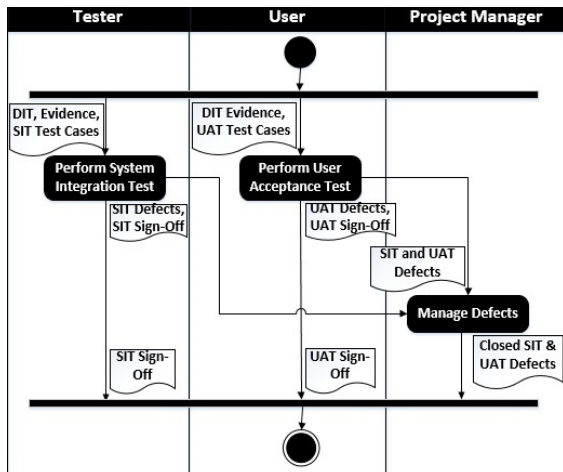 Tester
User
Project Manager
DIT, Evidence,
SIT Test Cases
DIT Evidence,
UAT Test Cases
Perform System
Integration Test
Perform User
Acceptance Test
SIT Defects,
SIT Sign-Off
UAT Defects,
UAT Sign-Off
SIT and UAT
Defects
Manage Defects
SIT Sign-
Off
UAT Sign-
Off
Closed SIT &
UAT Defects